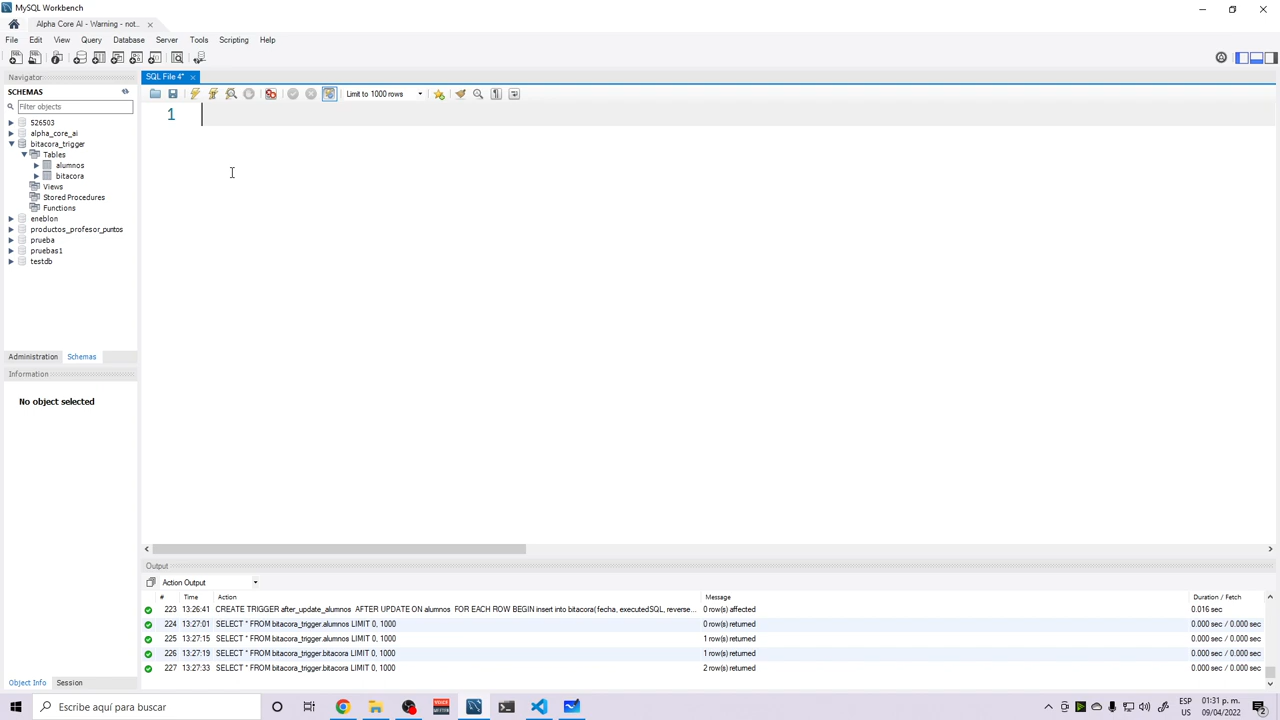 MySQL Workbench
Alpha Core AI - Warning - not...
File Edit View Query Database Server Tools Scripting Help
Navigator
SCHEMAS
Filter objects
526503
alpha_core_ai
bitacora_trigger
Tables
alumnos
bitacora
Views
Stored Procedures
Functions
eneblon
productos_profesor_puntos
prueba
pruebas1
testdb
Administration Schemas
Information
No object selected
Object Info Session
SQL File 4*
Limit to 1000 rows
1
Output
Action Output
# Time Action Message Duration / Fetch
223 13:26:41 CREATE TRIGGER after_update_alumnos AFTER UPDATE ON alumnos FOR EACH ROW BEGIN insert into bitacora(fecha, executedSQL, reverse... 0 row(s) affected 0.016 sec
224 13:27:01 SELECT * FROM bitacora_trigger.alumnos LIMIT 0, 1000 0 row(s) returned 0.000 sec / 0.000 sec
225 13:27:15 SELECT * FROM bitacora_trigger.alumnos LIMIT 0, 1000 1 row(s) returned 0.000 sec / 0.000 sec
226 13:27:19 SELECT * FROM bitacora_trigger.bitacora LIMIT 0, 1000 1 row(s) returned 0.000 sec / 0.000 sec
227 13:27:33 SELECT * FROM bitacora_trigger.bitacora LIMIT 0, 1000 2 row(s) returned 0.000 sec / 0.000 sec
Escribe aquí para buscar
ESP
US
01:31 p. m.
09/04/2022
2